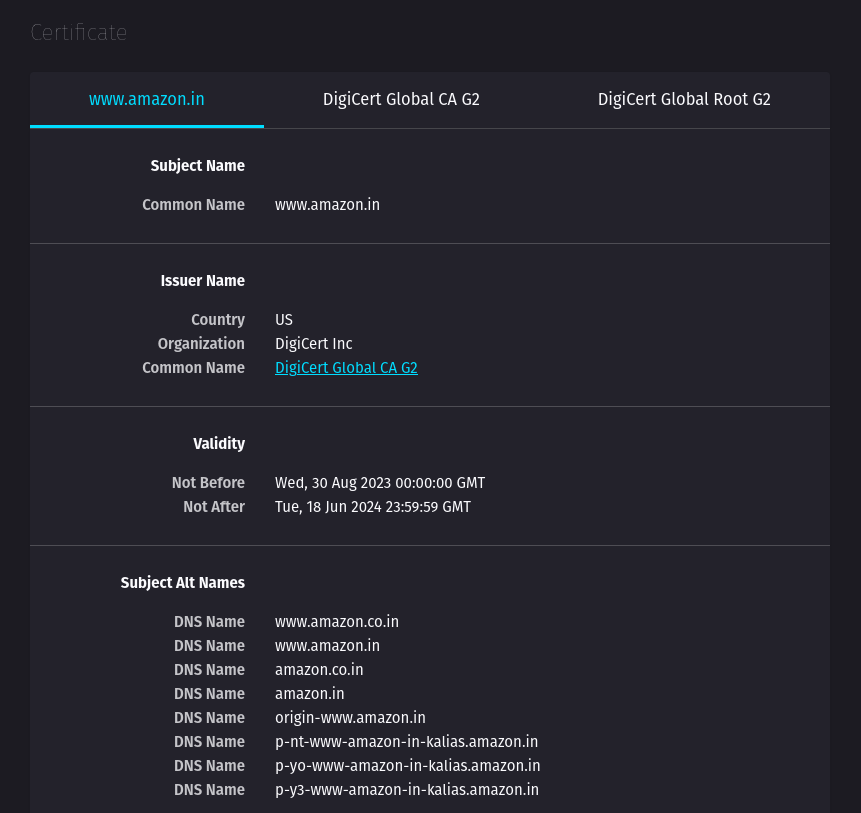 Certificate
www.amazon.in DigiCert Global CA G2 DigiCert Global Root G2
Subject Name
Common Name www.amazon.in
Issuer Name
Country US
Organization DigiCert Inc
Common Name DigiCert Global CA G2
Validity
Not Before Wed, 30 Aug 2023 00:00:00 GMT
Not After Tue, 18 Jun 2024 23:59:59 GMT
Subject Alt Names
DNS Name www.amazon.co.in
DNS Name www.amazon.in
DNS Name amazon.co.in
DNS Name amazon.in
DNS Name origin-www.amazon.in
DNS Name p-nt-www-amazon-in-kalias.amazon.in
DNS Name p-yo-www-amazon-in-kalias.amazon.in
DNS Name p-y3-www-amazon-in-kalias.amazon.in